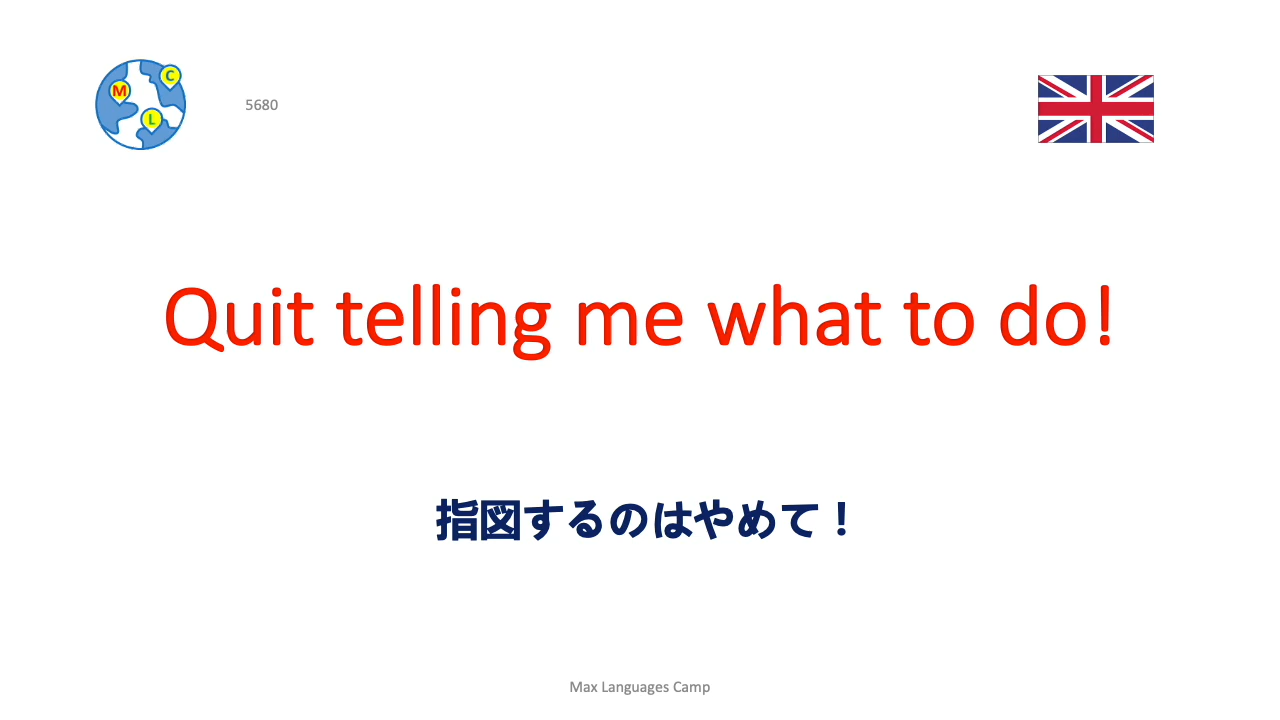 M
C
L
5680
Quit telling me what to do!
指図するのはやめて！
Max Languages Camp